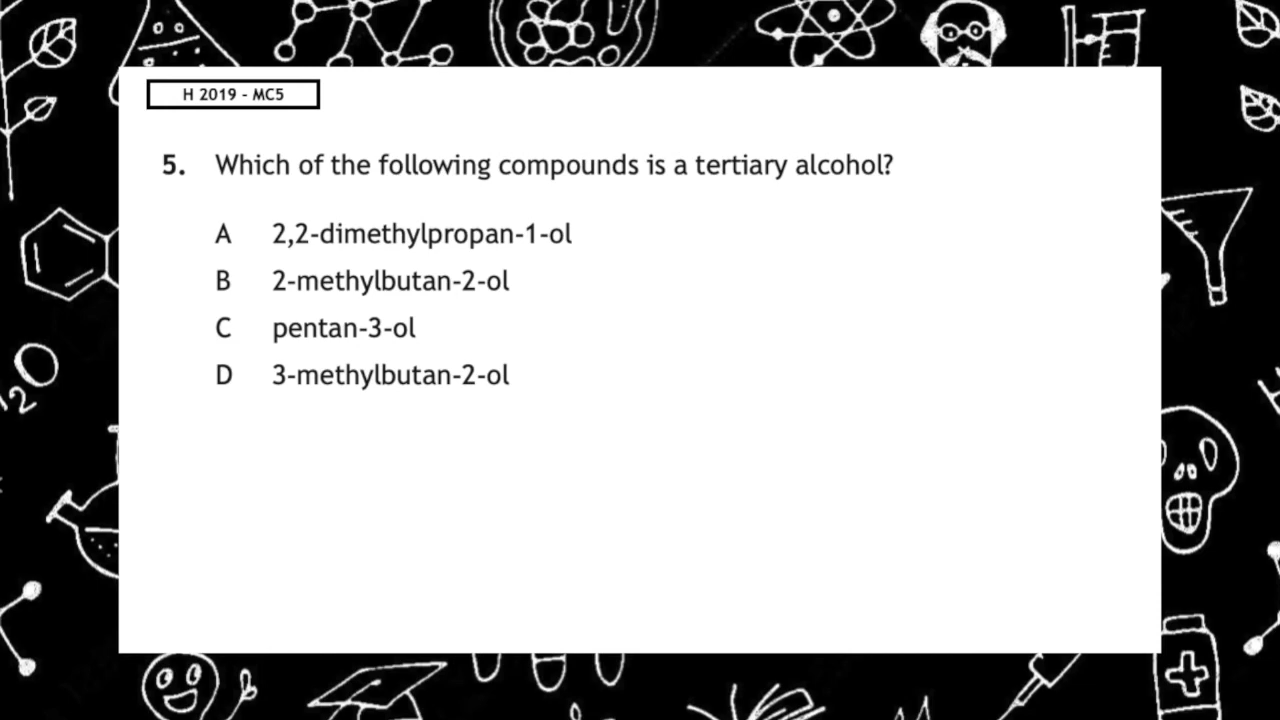 H 2019 - MC5
5. Which of the following compounds is a tertiary alcohol?
A 2,2-dimethylpropan-1-ol
B 2-methylbutan-2-ol
C pentan-3-ol
D 3-methylbutan-2-ol
2O